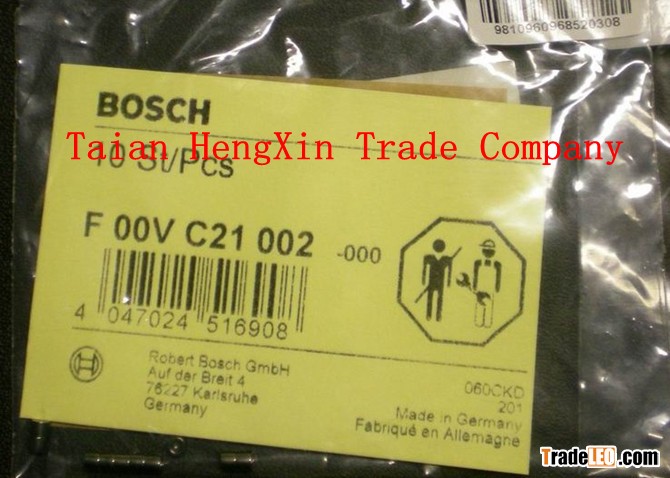 9810960968520308
BOSCH
Taian HengXin Trade Company
10 St/Pcs
F 00V C21 002 -000
4 047024 516908
Robert Bosch GmbH
Auf der Breit 4
76227 Karlsruhe
Germany
060CKD
201
Made in Germany
Fabriqué en Allemagne
TradeLEO.com